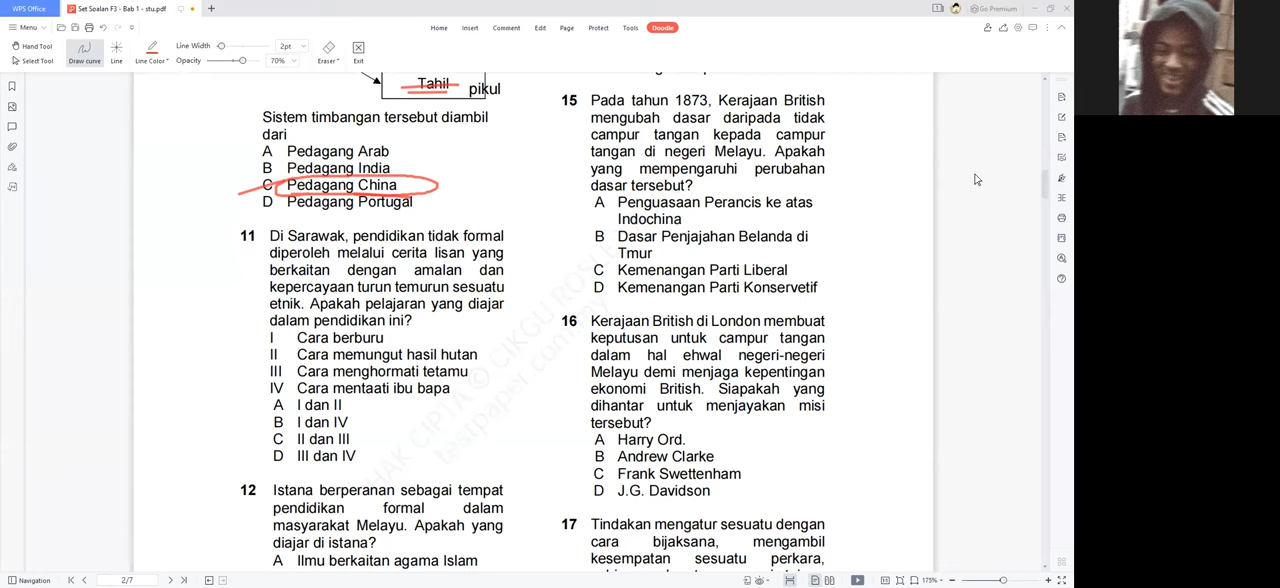 WPS Office
Set Soalan F3 - Bab 1 - stu.pdf
Go Premium
Menu
Home
Insert
Comment
Edit
Page
Protect
Tools
Doodle
Hand Tool
Select Tool
Draw curve
Line
Line Color
Line Width
2pt
Opacity
70%
Eraser
Exit
Tahil
pikul
Sistem timbangan tersebut diambil
dari
A Pedagang Arab
B Pedagang India
C Pedagang China
D Pedagang Portugal
11 Di Sarawak, pendidikan tidak formal
diperoleh melalui cerita lisan yang
berkaitan dengan amalan dan
kepercayaan turun temurun sesuatu
etnik. Apakah pelajaran yang diajar
dalam pendidikan ini?
I Cara berburu
II Cara memungut hasil hutan
III Cara menghormati tetamu
IV Cara mentaati ibu bapa
A I dan II
B I dan IV
C II dan III
D III dan IV
12 Istana berperanan sebagai tempat
pendidikan formal dalam
masyarakat Melayu. Apakah yang
diajar di istana?
A Ilmu berkaitan agama Islam
15 Pada tahun 1873, Kerajaan British
mengubah dasar daripada tidak
campur tangan kepada campur
tangan di negeri Melayu. Apakah
yang mempengaruhi perubahan
dasar tersebut?
A Penguasaan Perancis ke atas
Indochina
B Dasar Penjajahan Belanda di
Tmur
C Kemenangan Parti Liberal
D Kemenangan Parti Konservetif
16 Kerajaan British di London membuat
keputusan untuk campur tangan
dalam hal ehwal negeri-negeri
Melayu demi menjaga kepentingan
ekonomi British. Siapakah yang
dihantar untuk menjayakan misi
tersebut?
A Harry Ord.
B Andrew Clarke
C Frank Swettenham
D J.G. Davidson
17 Tindakan mengatur sesuatu dengan
cara bijaksana, mengambil
kesempatan sesuatu perkara,
HAK CIPTA © CIKGU
testpaper.com.my
Navigation
2/7
175%